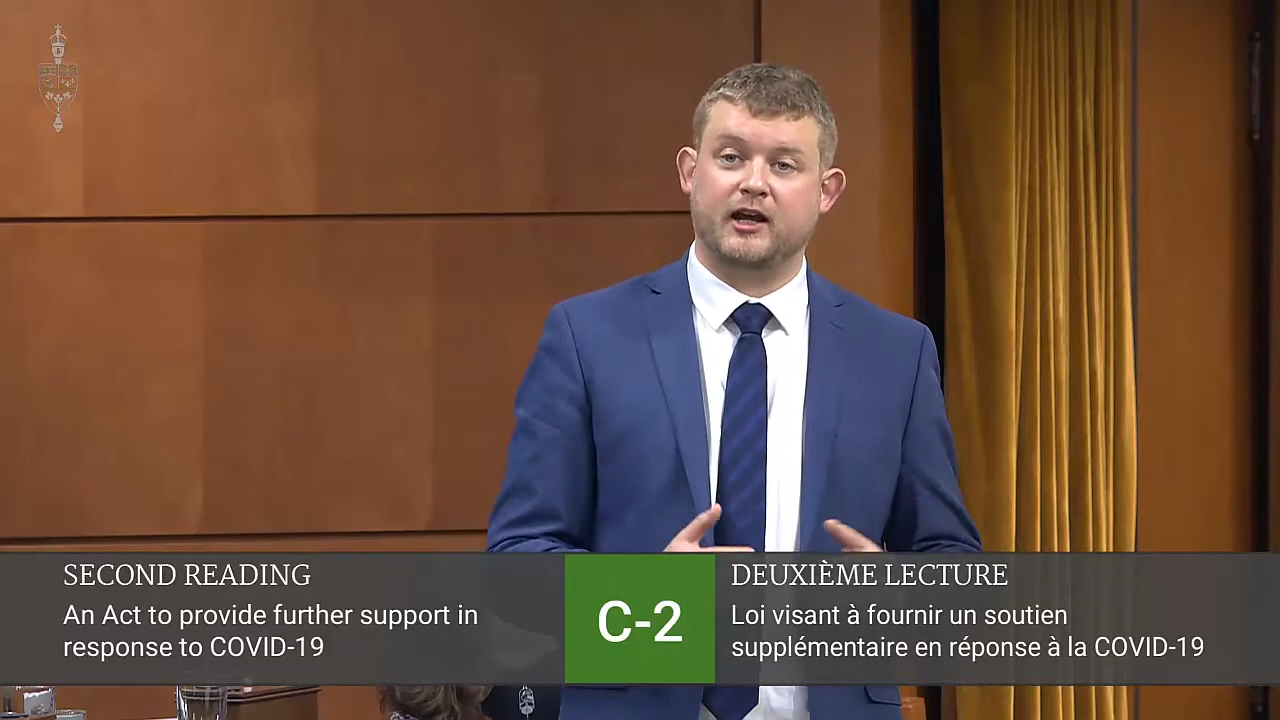 SECOND READING
An Act to provide further support in
response to COVID-19
C-2
DEUXIÈME LECTURE
Loi visant à fournir un soutien
supplémentaire en réponse à la COVID-19